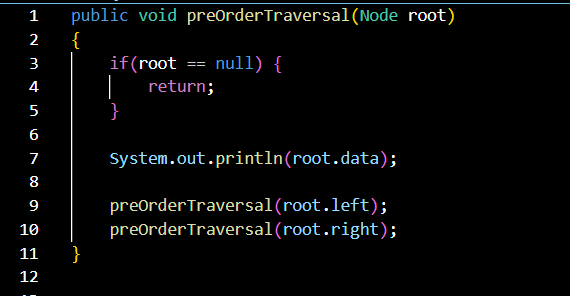 1 public void preOrderTraversal(Node root)
2 {
3     if(root == null) {
4         return;
5     }
6
7     System.out.println(root.data);
8
9     preOrderTraversal(root.left);
10     preOrderTraversal(root.right);
11 }
12